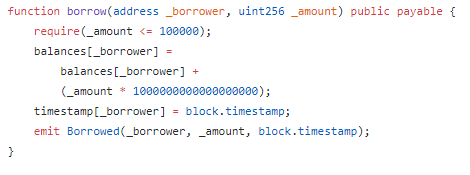 function borrow(address _borrower, uint256 _amount) public payable {
require(_amount <= 100000);
balances[_borrower] =
balances[_borrower] +
(_amount * 1000000000000000000);
timestamp[_borrower] = block.timestamp;
emit Borrowed(_borrower, _amount, block.timestamp);
}